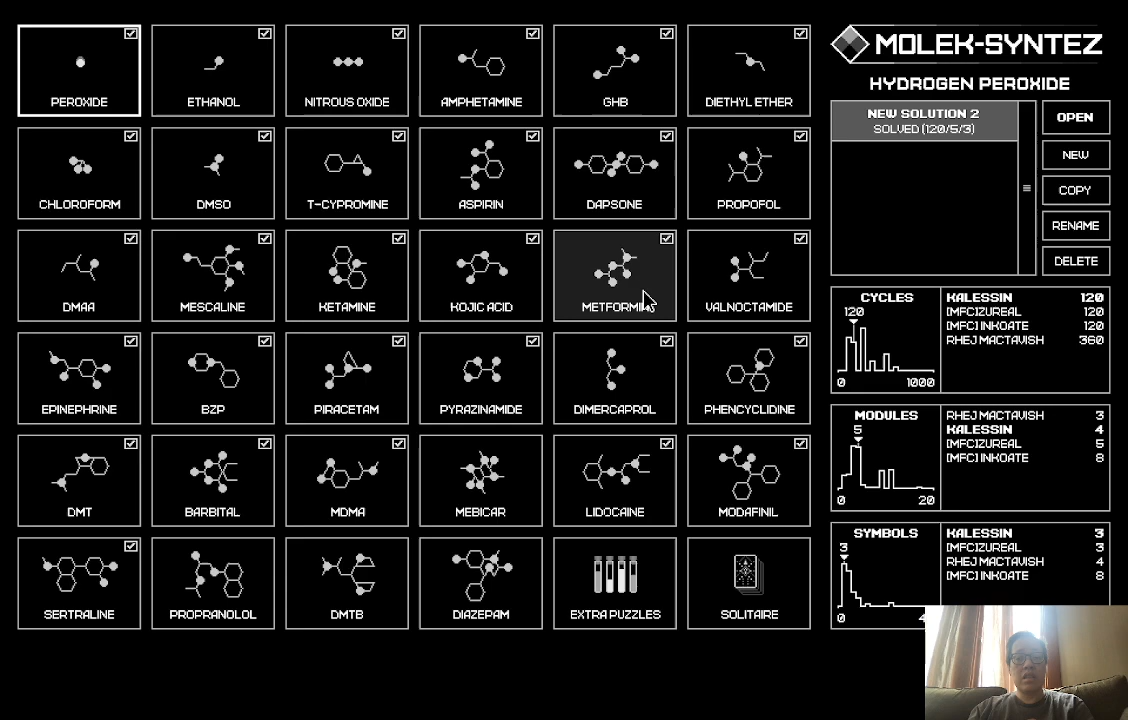 MOLEK-SYNTEZ
PEROXIDE
ETHANOL
NITROUS OXIDE
AMPHETAMINE
GHB
DIETHYL ETHER
CHLOROFORM
DMSO
T-CYPROMINE
ASPIRIN
DAPSONE
PROPOFOL
DMAA
MESCALINE
KETAMINE
KOJIC ACID
METFORMIN
VALNOCTAMIDE
EPINEPHRINE
BZP
PIRACETAM
PYRAZINAMIDE
DIMERCAPROL
PHENCYCLIDINE
DMT
BARBITAL
MDMA
MEBICAR
LIDOCAINE
MODAFINIL
SERTRALINE
PROPRANOLOL
DMTB
DIAZEPAM
EXTRA PUZZLES
SOLITAIRE
HYDROGEN PEROXIDE
NEW SOLUTION 2
SOLVED (120/5/3)
OPEN
NEW
COPY
RENAME
DELETE
CYCLES
120
0 1000
KALESSIN 120
[MFC]ZUREAL 120
[MFC] INKOATE 120
RHEJ MACTAVISH 360
MODULES
5
0 20
RHEJ MACTAVISH 3
KALESSIN 4
[MFC]ZUREAL 5
[MFC] INKOATE 8
SYMBOLS
3
0 4
KALESSIN 3
[MFC]ZUREAL 3
RHEJ MACTAVISH 4
[MFC] INKOATE 8